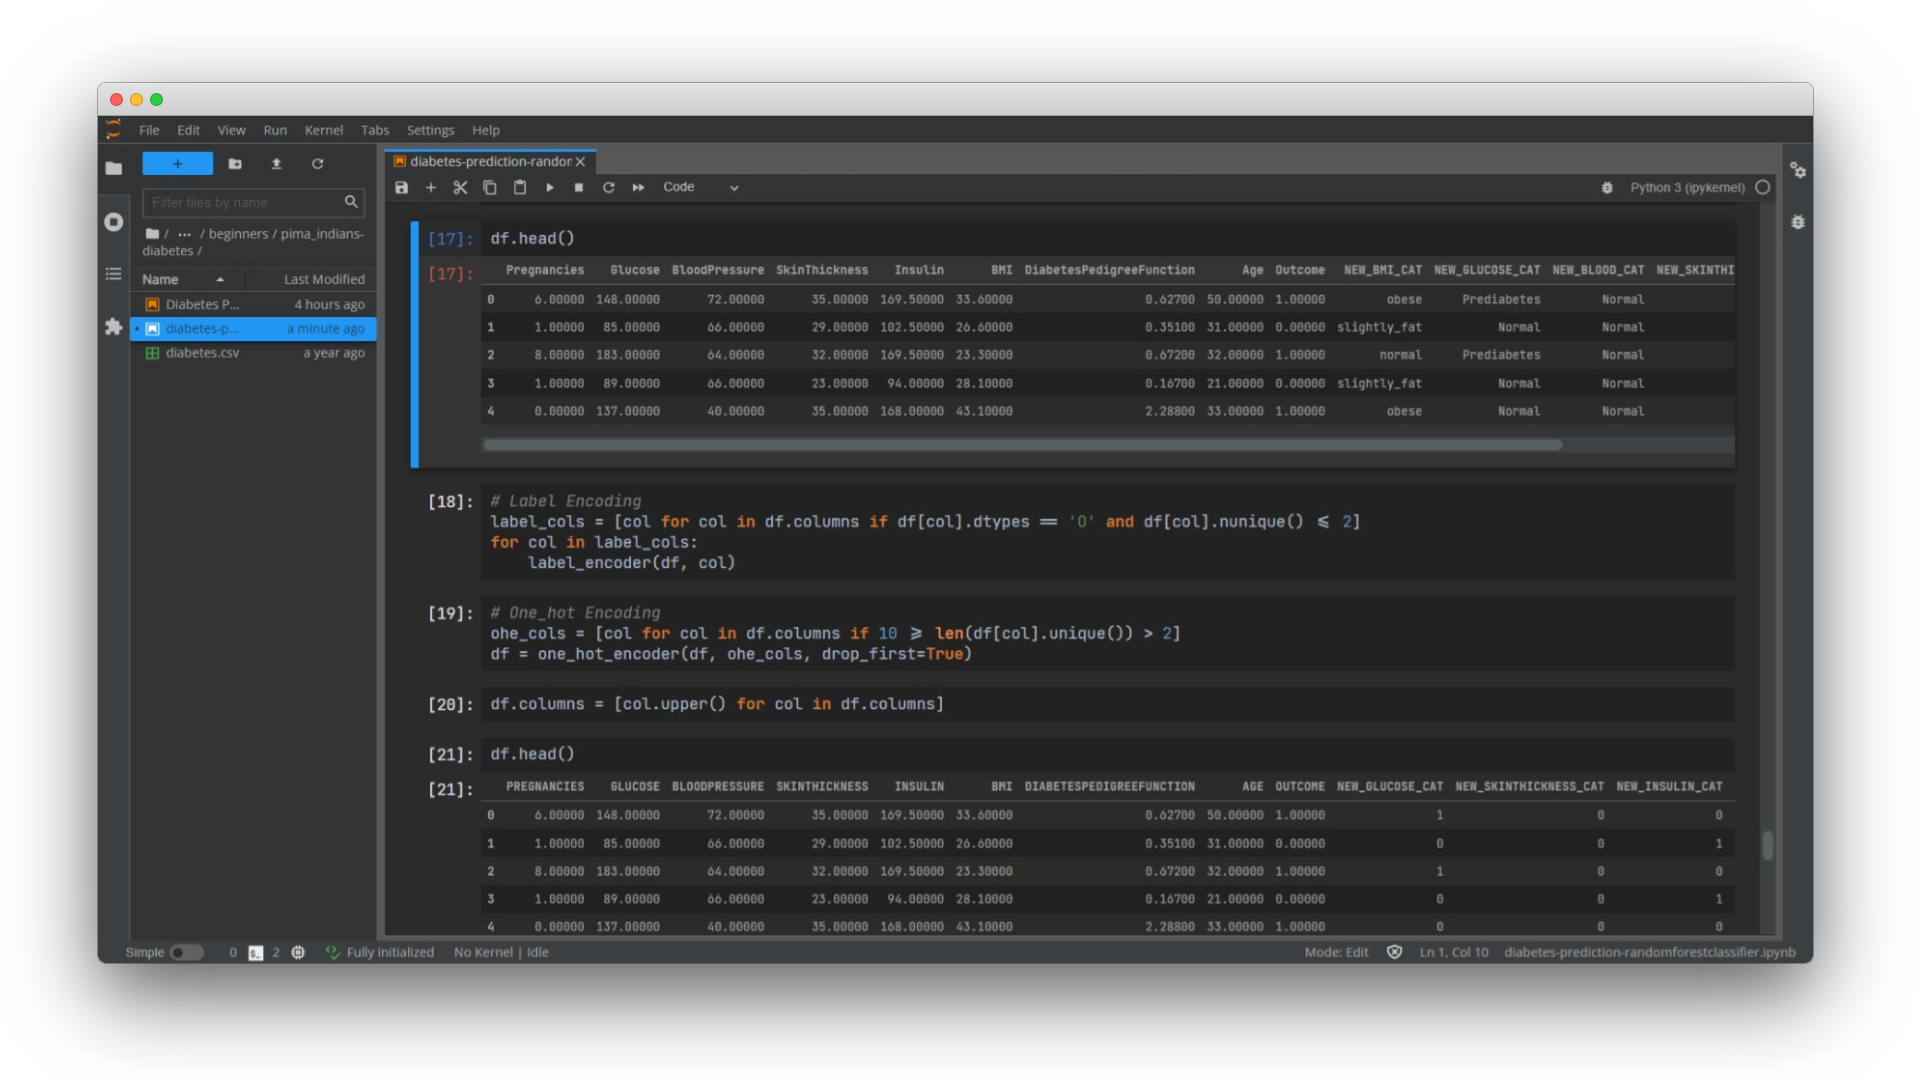 File Edit View Run Kernel Tabs Settings Help
+
Filter files by name
/ ··· / beginners / pima_indians-
diabetes /
Name Last Modified
Diabetes P... 4 hours ago
diabetes-p... a minute ago
diabetes.csv a year ago
diabetes-prediction-randor
Code
Python 3 (ipykernel)
[17]: df.head()
[17]: Pregnancies Glucose BloodPressure SkinThickness Insulin BMI DiabetesPedigreeFunction Age Outcome NEW_BMI_CAT NEW_GLUCOSE_CAT NEW_BLOOD_CAT NEW_SKINTHI
0 6.00000 148.00000 72.00000 35.00000 169.50000 33.60000 0.62700 50.00000 1.00000 obese Prediabetes Normal
1 1.00000 85.00000 66.00000 29.00000 102.50000 26.60000 0.35100 31.00000 0.00000 slightly_fat Normal Normal
2 8.00000 183.00000 64.00000 32.00000 169.50000 23.30000 0.67200 32.00000 1.00000 normal Prediabetes Normal
3 1.00000 89.00000 66.00000 23.00000 94.00000 28.10000 0.16700 21.00000 0.00000 slightly_fat Normal Normal
4 0.00000 137.00000 40.00000 35.00000 168.00000 43.10000 2.28800 33.00000 1.00000 obese Normal Normal
[18]: # Label Encoding
label_cols = [col for col in df.columns if df[col].dtypes == 'O' and df[col].nunique() <= 2]
for col in label_cols:
    label_encoder(df, col)
[19]: # One_hot Encoding
ohe_cols = [col for col in df.columns if 10 >= len(df[col].unique()) > 2]
df = one_hot_encoder(df, ohe_cols, drop_first=True)
[20]: df.columns = [col.upper() for col in df.columns]
[21]: df.head()
[21]: PREGNANCIES GLUCOSE BLOODPRESSURE SKINTHICKNESS INSULIN BMI DIABETESPEDIGREEFUNCTION AGE OUTCOME NEW_GLUCOSE_CAT NEW_SKINTHICKNESS_CAT NEW_INSULIN_CAT
0 6.00000 148.00000 72.00000 35.00000 169.50000 33.60000 0.62700 50.00000 1.00000 1 0 0
1 1.00000 85.00000 66.00000 29.00000 102.50000 26.60000 0.35100 31.00000 0.00000 0 0 1
2 8.00000 183.00000 64.00000 32.00000 169.50000 23.30000 0.67200 32.00000 1.00000 1 0 0
3 1.00000 89.00000 66.00000 23.00000 94.00000 28.10000 0.16700 21.00000 0.00000 0 0 1
4 0.00000 137.00000 40.00000 35.00000 168.00000 43.10000 2.28800 33.00000 1.00000 0 0 0
Simple 0 2 Fully initialized No Kernel | Idle Mode: Edit Ln 1, Col 10 diabetes-prediction-randomforestclassifier.ipynb